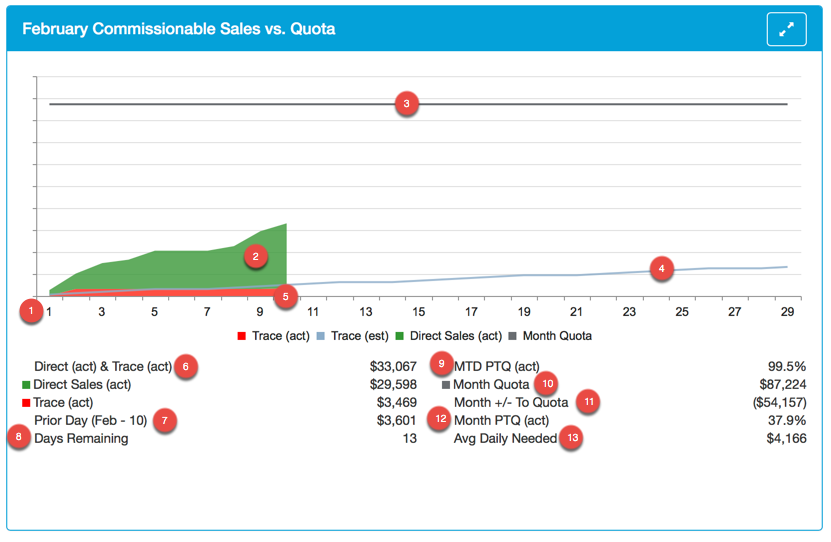 February Commissionable Sales vs. Quota
3
2
4
5
1
1 3 5 7 9 11 13 15 17 19 21 23 25 27 29
Trace (act) Trace (est) Direct Sales (act) Month Quota
Direct (act) & Trace (act) 6 $33,067 9 MTD PTQ (act) 99.5%
Direct Sales (act) $29,598 Month Quota 10 $87,224
Trace (act) $3,469 Month +/- To Quota 11 ($54,157)
Prior Day (Feb - 10) 7 $3,601 12 Month PTQ (act) 37.9%
8 Days Remaining 13 Avg Daily Needed 13 $4,166